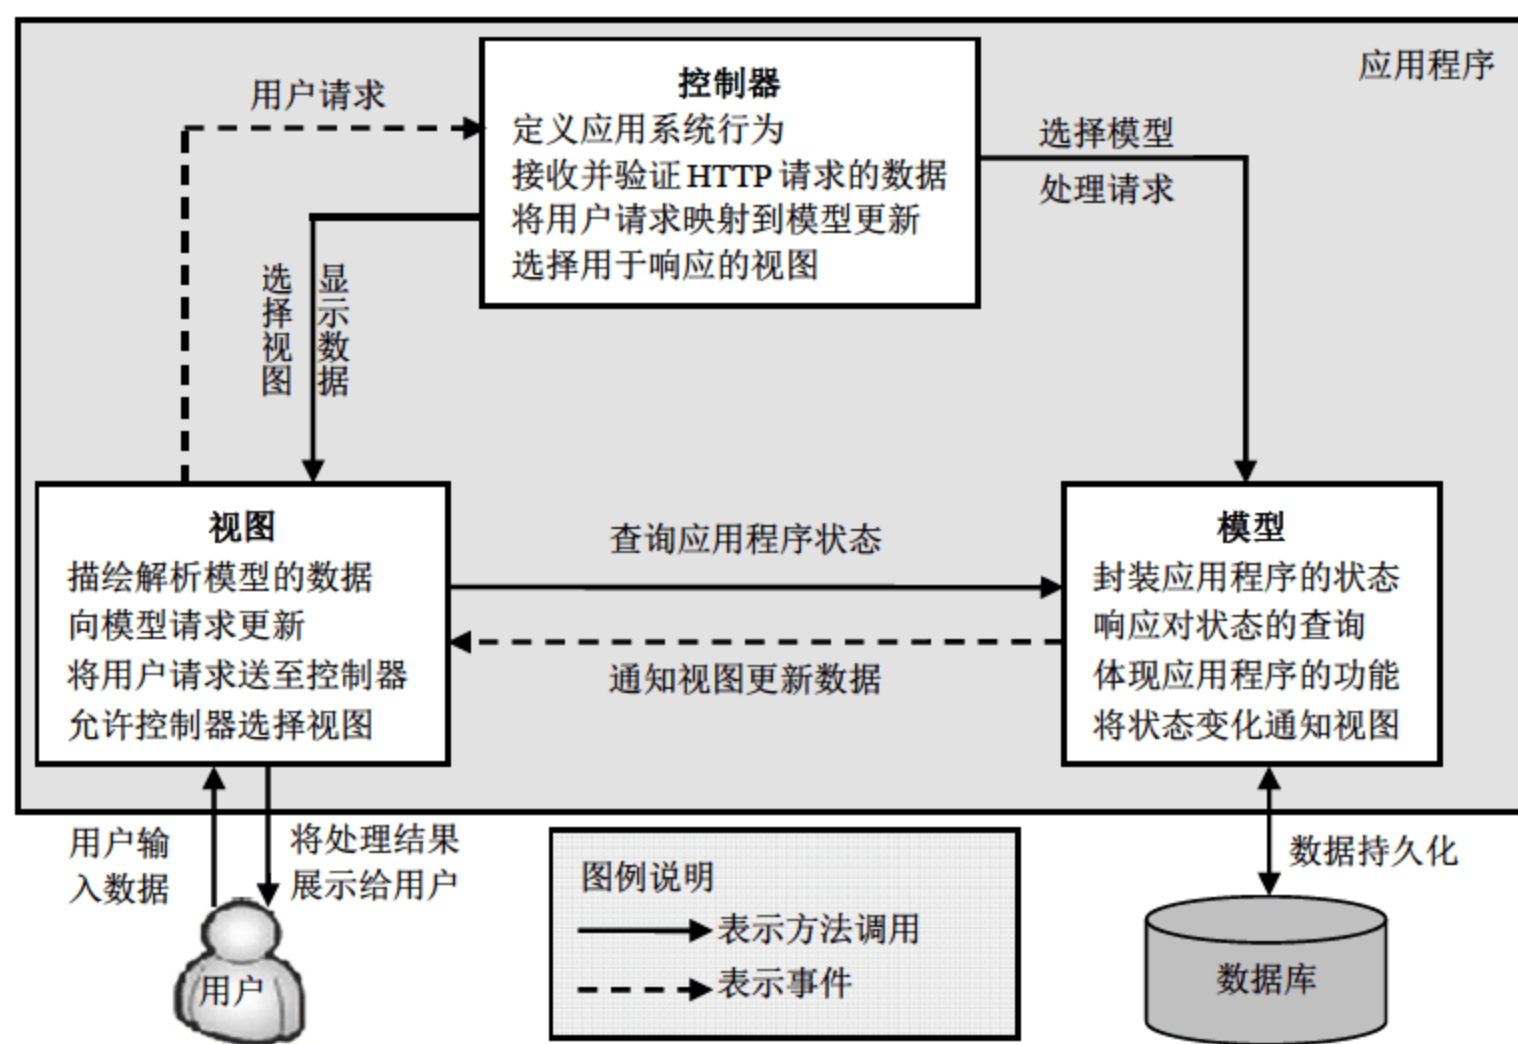 应用程序
用户请求
控制器
定义应用系统行为
接收并验证HTTP请求的数据
将用户请求映射到模型更新
选择用于响应的视图
选择模型
处理请求
选择视图
显示数据
视图
描绘解析模型的数据
向模型请求更新
将用户请求送至控制器
允许控制器选择视图
查询应用程序状态
通知视图更新数据
模型
封装应用程序的状态
响应对状态的查询
体现应用程序的功能
将状态变化通知视图
用户输
入数据
将处理结果
展示给用户
用户
图例说明
表示方法调用
表示事件
数据持久化
数据库